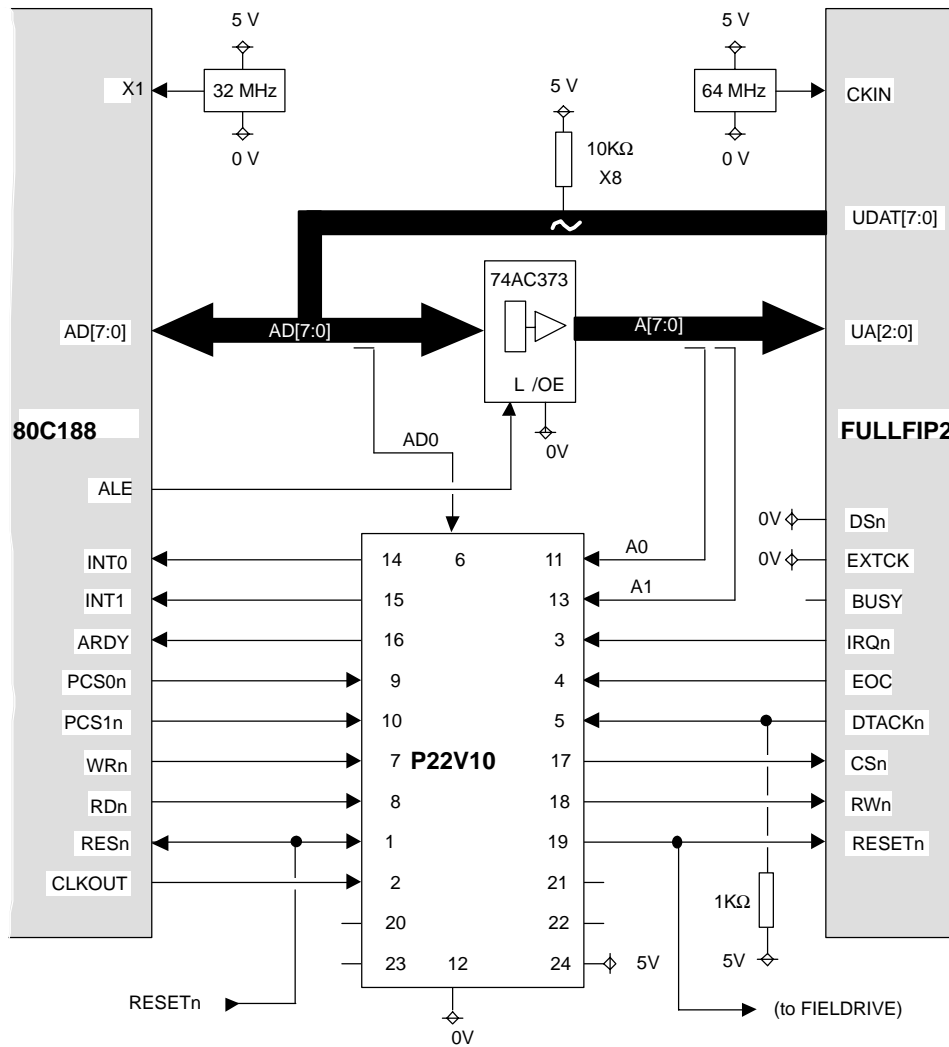 5 V
5 V
X1
32 MHz
5 V
64 MHz
CKIN
0 V
10KΩ
X8
0 V
UDAT[7:0]
74AC373
AD[7:0]
AD[7:0]
A[7:0]
UA[2:0]
L /OE
80C188
AD0
0V
FULLFIP2
ALE
0V
DSn
INT0
14
6
11
A0
0V
EXTCK
INT1
15
13
A1
BUSY
ARDY
16
3
IRQn
PCS0n
9
4
EOC
PCS1n
10
5
DTACKn
WRn
7
P22V10
17
CSn
RDn
8
18
RWn
RESn
1
19
RESETn
CLKOUT
2
21
1KΩ
20
22
23
12
24
5V
5V
RESETn
(to FIELDRIVE)
0V